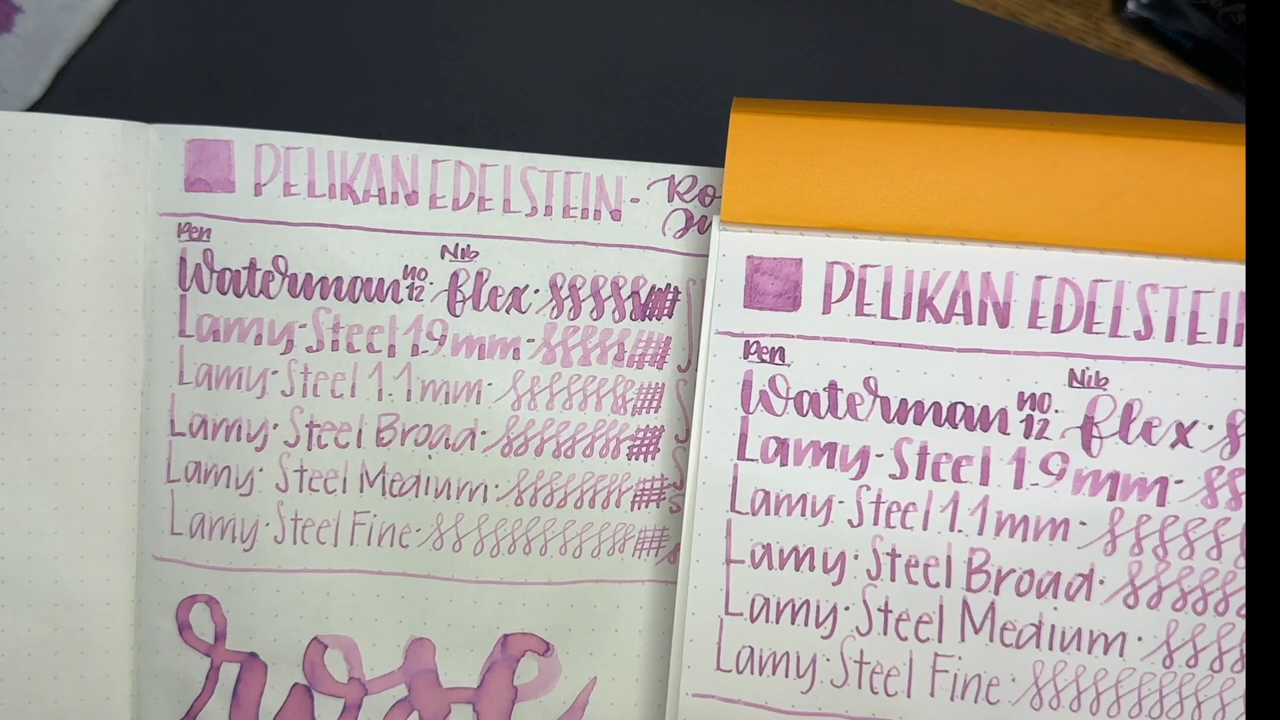 PELIKAN EDELSTEIN-
Pen Nib
Waterman no. 12 flex
Lamy Steel 1.9mm
Lamy Steel 1.1mm
Lamy Steel Broad
Lamy Steel Medium
Lamy Steel Fine
rose
PELIKAN EDELSTEIN
Pen Nib
Waterman no. 12 flex
Lamy Steel 1.9mm
Lamy Steel 1.1mm
Lamy Steel Broad
Lamy Steel Medium
Lamy Steel Fine